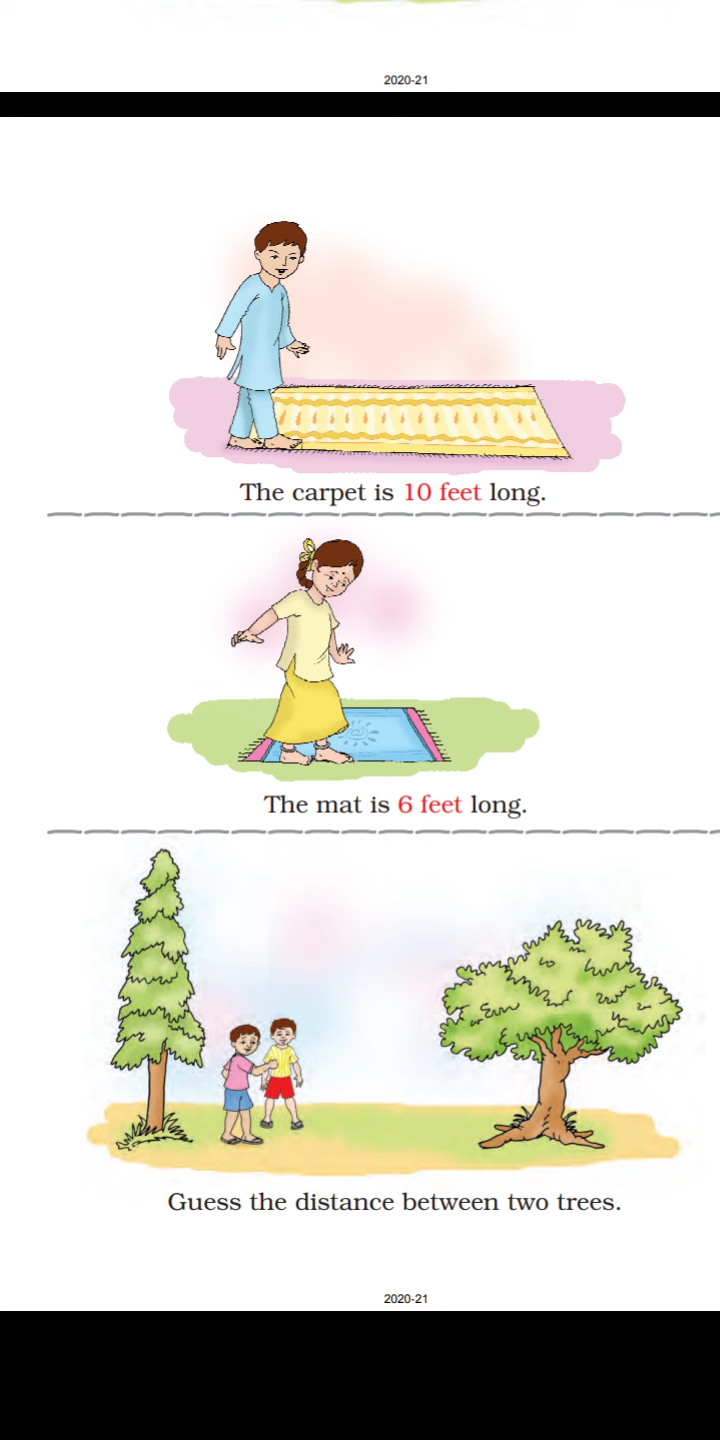 2020-21
The carpet is 10 feet long.
The mat is 6 feet long.
Guess the distance between two trees.
2020-21